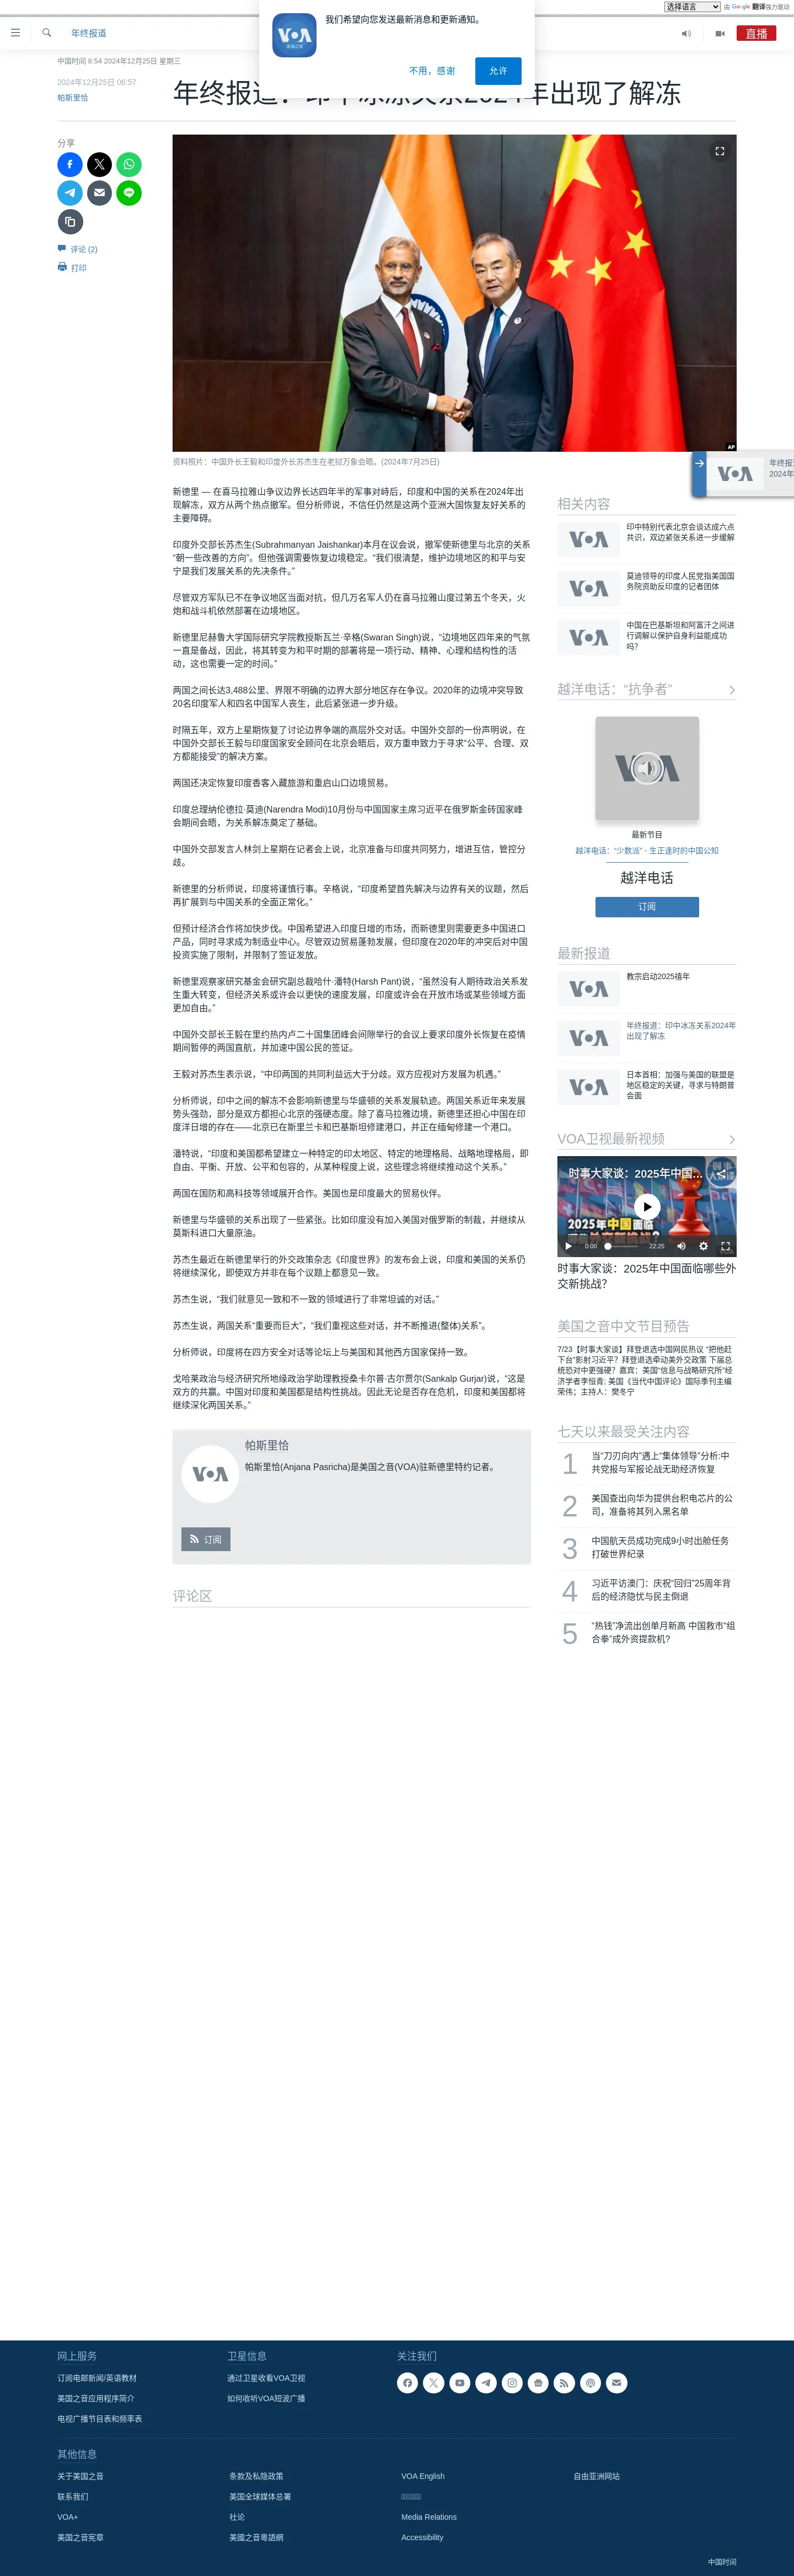 选择语言 由 Google 翻译强力驱动
年终报道
直播
我们希望向您发送最新消息和更新通知。
不用，感谢
允许
中国时间 8:54 2024年12月25日 星期三
2024年12月25日 06:57
帕斯里恰
年终报道：印中冰冻关系2024年出现了解冻
分享
评论 (2)
打印
AP
资料照片：中国外长王毅和印度外长苏杰生在老挝万象会晤。(2024年7月25日)
新德里 — 在喜马拉雅山争议边界长达四年半的军事对峙后，印度和中国的关系在2024年出
现解冻，双方从两个热点撤军。但分析师说，不信任仍然是这两个亚洲大国恢复友好关系的
主要障碍。
印度外交部长苏杰生(Subrahmanyan Jaishankar)本月在议会说，撤军使新德里与北京的关系
“朝一些改善的方向”。但他强调需要恢复边境稳定。“我们很清楚，维护边境地区的和平与安
宁是我们发展关系的先决条件。”
尽管双方军队已不在争议地区当面对抗，但几万名军人仍在喜马拉雅山度过第五个冬天，火
炮和战斗机依然部署在边境地区。
新德里尼赫鲁大学国际研究学院教授斯瓦兰·辛格(Swaran Singh)说，“边境地区四年来的气氛
一直是备战，因此，将其转变为和平时期的部署将是一项行动、精神、心理和结构性的活
动，这也需要一定的时间。”
两国之间长达3,488公里、界限不明确的边界大部分地区存在争议。2020年的边境冲突导致
20名印度军人和四名中国军人丧生，此后紧张进一步升级。
时隔五年，双方上星期恢复了讨论边界争端的高层外交对话。中国外交部的一份声明说，在
中国外交部长王毅与印度国家安全顾问在北京会晤后，双方重申致力于寻求“公平、合理、双
方都能接受”的解决方案。
两国还决定恢复印度香客入藏旅游和重启山口边境贸易。
印度总理纳伦德拉·莫迪(Narendra Modi)10月份与中国国家主席习近平在俄罗斯金砖国家峰
会期间会晤，为关系解冻奠定了基础。
中国外交部发言人林剑上星期在记者会上说，北京准备与印度共同努力，增进互信，管控分
歧。
新德里的分析师说，印度将谨慎行事。辛格说，“印度希望首先解决与边界有关的议题，然后
再扩展到与中国关系的全面正常化。”
但预计经济合作将加快步伐。中国希望进入印度日增的市场，而新德里则需要更多中国进口
产品，同时寻求成为制造业中心。尽管双边贸易蓬勃发展，但印度在2020年的冲突后对中国
投资实施了限制，并限制了签证发放。
新德里观察家研究基金会研究副总裁哈什·潘特(Harsh Pant)说，“虽然没有人期待政治关系发
生重大转变，但经济关系或许会以更快的速度发展，印度或许会在开放市场或某些领域方面
更加自由。”
中国外交部长王毅在里约热内卢二十国集团峰会间隙举行的会议上要求印度外长恢复在疫情
期间暂停的两国直航，并加速中国公民的签证。
王毅对苏杰生表示说，“中印两国的共同利益远大于分歧。双方应视对方发展为机遇。”
分析师说，印中之间的解冻不会影响新德里与华盛顿的关系发展轨迹。两国关系近年来发展
势头强劲，部分是双方都担心北京的强硬态度。除了喜马拉雅边境，新德里还担心中国在印
度洋日增的存在——北京已在斯里兰卡和巴基斯坦修建港口，并正在缅甸修建一个港口。
潘特说，“印度和美国都希望建立一种特定的印太地区、特定的地理格局、战略地理格局，即
自由、平衡、开放、公平和包容的，从某种程度上说，这些理念将继续推动这个关系。”
两国在国防和高科技等领域展开合作。美国也是印度最大的贸易伙伴。
新德里与华盛顿的关系出现了一些紧张。比如印度没有加入美国对俄罗斯的制裁，并继续从
莫斯科进口大量原油。
苏杰生最近在新德里举行的外交政策杂志《印度世界》的发布会上说，印度和美国的关系仍
将继续深化，即使双方并非在每个议题上都意见一致。
苏杰生说，“我们就意见一致和不一致的领域进行了非常坦诚的对话。”
苏杰生说，两国关系“重要而巨大”，“我们重视这些对话，并不断推进(整体)关系”。
分析师说，印度将在四方安全对话等论坛上与美国和其他西方国家保持一致。
戈哈莱政治与经济研究所地缘政治学助理教授桑卡尔普·古尔贾尔(Sankalp Gurjar)说，“这是
双方的共赢。中国对印度和美国都是结构性挑战。因此无论是否存在危机，印度和美国都将
继续深化两国关系。”
帕斯里恰
帕斯里恰(Anjana Pasricha)是美国之音(VOA)驻新德里特约记者。
订阅
评论区
年终报
2024年
相关内容
印中特别代表北京会谈达成六点
共识，双边紧张关系进一步缓解
莫迪领导的印度人民党指美国国
务院资助反印度的记者团体
中国在巴基斯坦和阿富汗之间进
行调解以保护自身利益能成功
吗？
越洋电话：“抗争者”
最新节目
越洋电话：“少数派” - 生正逢时的中国公知
越洋电话
订阅
最新报道
教宗启动2025禧年
年终报道：印中冰冻关系2024年
出现了解冻
日本首相：加强与美国的联盟是
地区稳定的关键，寻求与特朗普
会面
VOA卫视最新视频
时事大家谈：2025年中国...
0:00 22:25
时事大家谈：2025年中国面临哪些外
交新挑战？
美国之音中文节目预告
7/23【时事大家谈】拜登退选中国网民热议 “把他赶
下台”影射习近平？拜登退选牵动美外交政策 下届总
统恐对中更强硬？嘉宾：美国“信息与战略研究所”经
济学者李恒青; 美国《当代中国评论》国际季刊主编
荣伟；主持人：樊冬宁
七天以来最受关注内容
1 当“刀刃向内”遇上“集体领导”分析:中
共党报与军报论战无助经济恢复
2 美国查出向华为提供台积电芯片的公
司，准备将其列入黑名单
3 中国航天员成功完成9小时出舱任务
打破世界纪录
4 习近平访澳门：庆祝“回归”25周年背
后的经济隐忧与民主倒退
5 “热钱”净流出创单月新高 中国救市“组
合拳”成外资提款机?
网上服务
订阅电邮新闻/英语教材
美国之音应用程序简介
电视广播节目表和频率表
卫星信息
通过卫星收看VOA卫视
如何收听VOA短波广播
关注我们
其他信息
关于美国之音
联系我们
VOA+
美国之音宪章
条款及私隐政策
美国全球媒体总署
社论
美國之音粵語網
VOA English
Media Relations
Accessibility
自由亚洲网站
中国时间